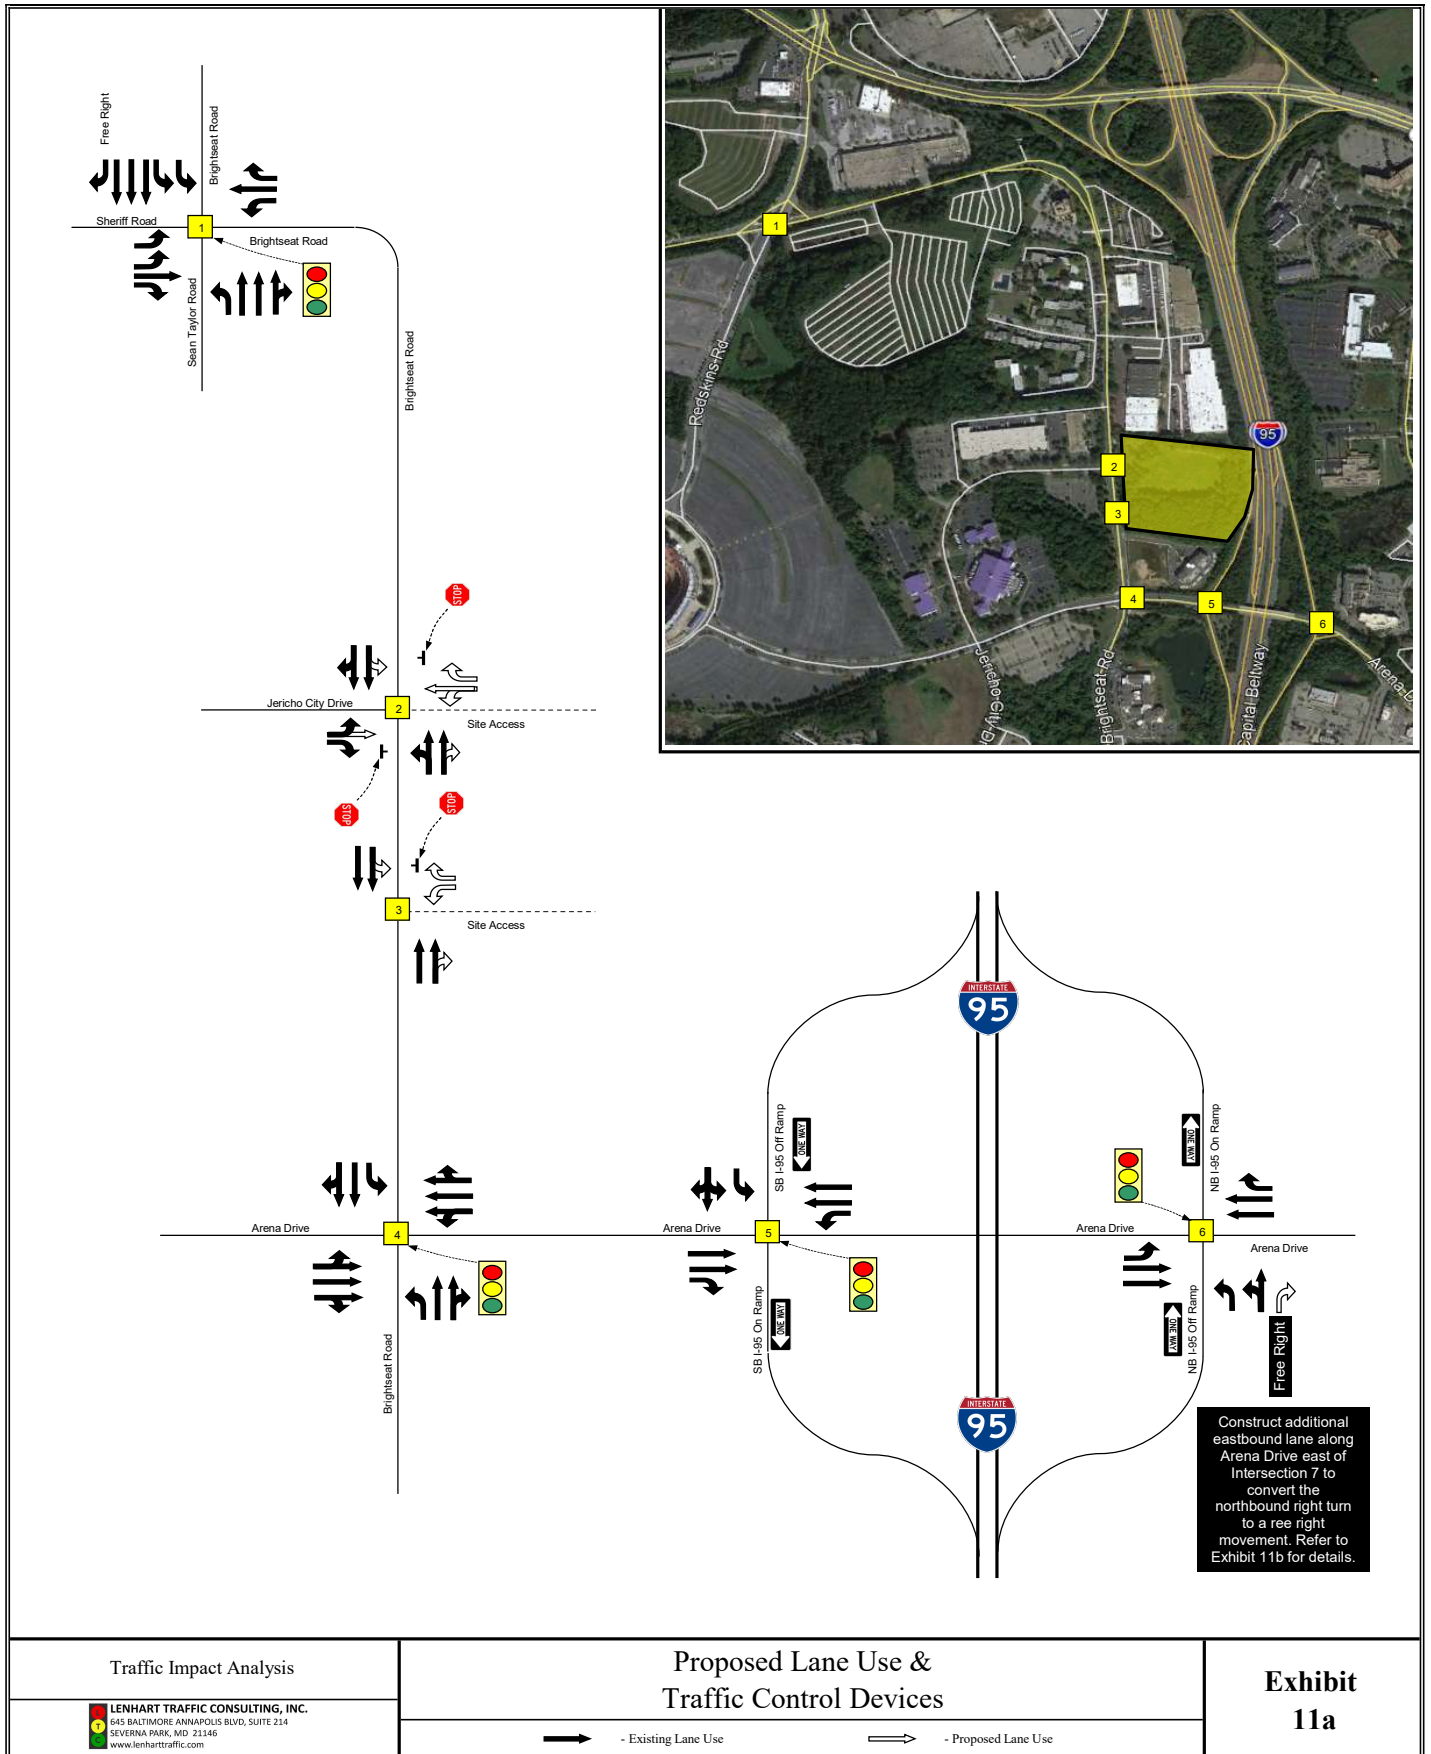 Free Right
Brightseat Road
Sheriff Road
1
Brightseat Road
Sean Taylor Road
Brightseat Road
STOP
Jericho City Drive
2
Site Access
STOP
STOP
3
Site Access
1
Redskins Rd
95
2
3
4
5
6
Jericho City Dr
Brightseat Rd
Capital Beltway
Arena D
INTERSTATE
95
SB I-95 Off Ramp
ONE WAY
ONE WAY
NB I-95 On Ramp
Arena Drive
4
Arena Drive
5
Arena Drive
6
Arena Drive
Brightseat Road
SB I-95 On Ramp
ONE WAY
ONE WAY
NB I-95 Off Ramp
Free Right
INTERSTATE
95
Construct additional
eastbound lane along
Arena Drive east of
Intersection 7 to
convert the
northbound right turn
to a ree right
movement. Refer to
Exhibit 11b for details.
Traffic Impact Analysis
T
LENHART TRAFFIC CONSULTING, INC.
645 BALTIMORE ANNAPOLIS BLVD, SUITE 214
SEVERNA PARK, MD 21146
www.lenharttraffic.com
Proposed Lane Use &
Traffic Control Devices
- Existing Lane Use
- Proposed Lane Use
Exhibit
11a